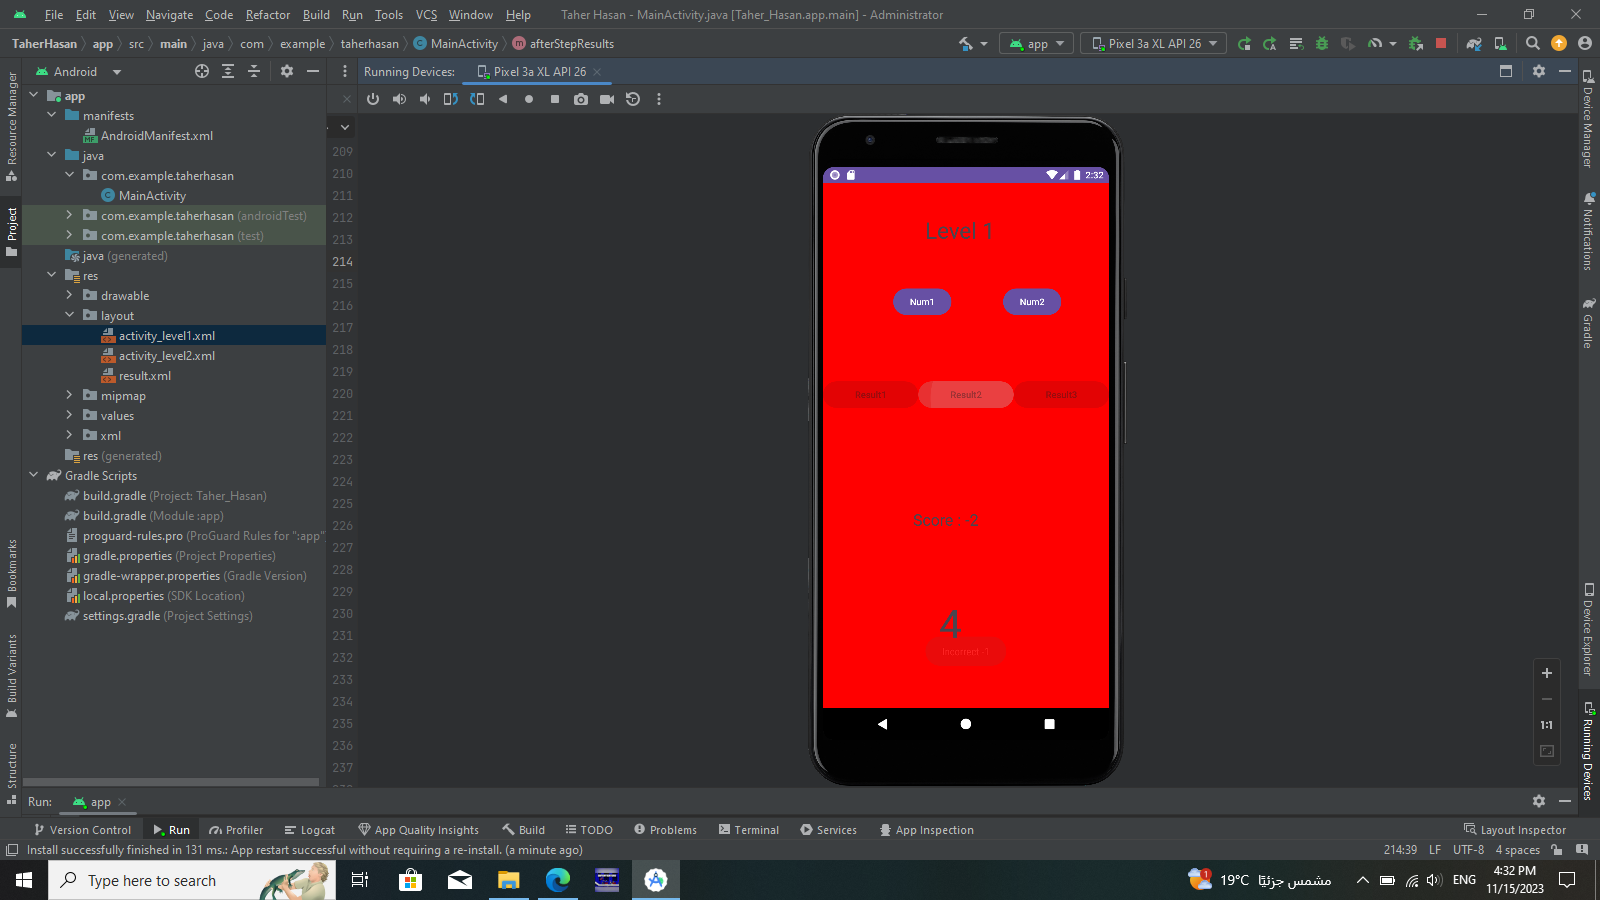 File Edit View Navigate Code Refactor Build Run Tools VCS Window Help Taher Hasan - MainActivity.java [Taher_Hasan.app.main] - Administrator
TaherHasan app src main java com example taherhasan MainActivity afterStepResults app Pixel 3a XL API 26
Android Running Devices: Pixel 3a XL API 26
app
manifests
AndroidManifest.xml
java
com.example.taherhasan
MainActivity
com.example.taherhasan (androidTest)
com.example.taherhasan (test)
java (generated)
res
drawable
layout
activity_level1.xml
activity_level2.xml
result.xml
mipmap
values
xml
res (generated)
Gradle Scripts
build.gradle (Project: Taher_Hasan)
build.gradle (Module :app)
proguard-rules.pro (ProGuard Rules for ":app"
gradle.properties (Project Properties)
gradle-wrapper.properties (Gradle Version)
local.properties (SDK Location)
settings.gradle (Project Settings)
Resource Manager
Project
Bookmarks
Build Variants
Structure
209
210
211
212
213
214
215
216
217
218
219
220
221
222
223
224
225
226
227
228
229
230
231
232
233
234
235
236
237
2:32
Level 1
Num1 Num2
Result1 Result2 Result3
Score : -2
4
Incorrect -1
1:1
Device Manager
Notifications
Gradle
Device Explorer
Running Devices
Run: app
Version Control Run Profiler Logcat App Quality Insights Build TODO Problems Terminal Services App Inspection Layout Inspector
Install successfully finished in 131 ms.: App restart successful without requiring a re-install. (a minute ago) 214:39 LF UTF-8 4 spaces
Type here to search 1 19°C مشمس جزئيًا ENG 4:32 PM
11/15/2023